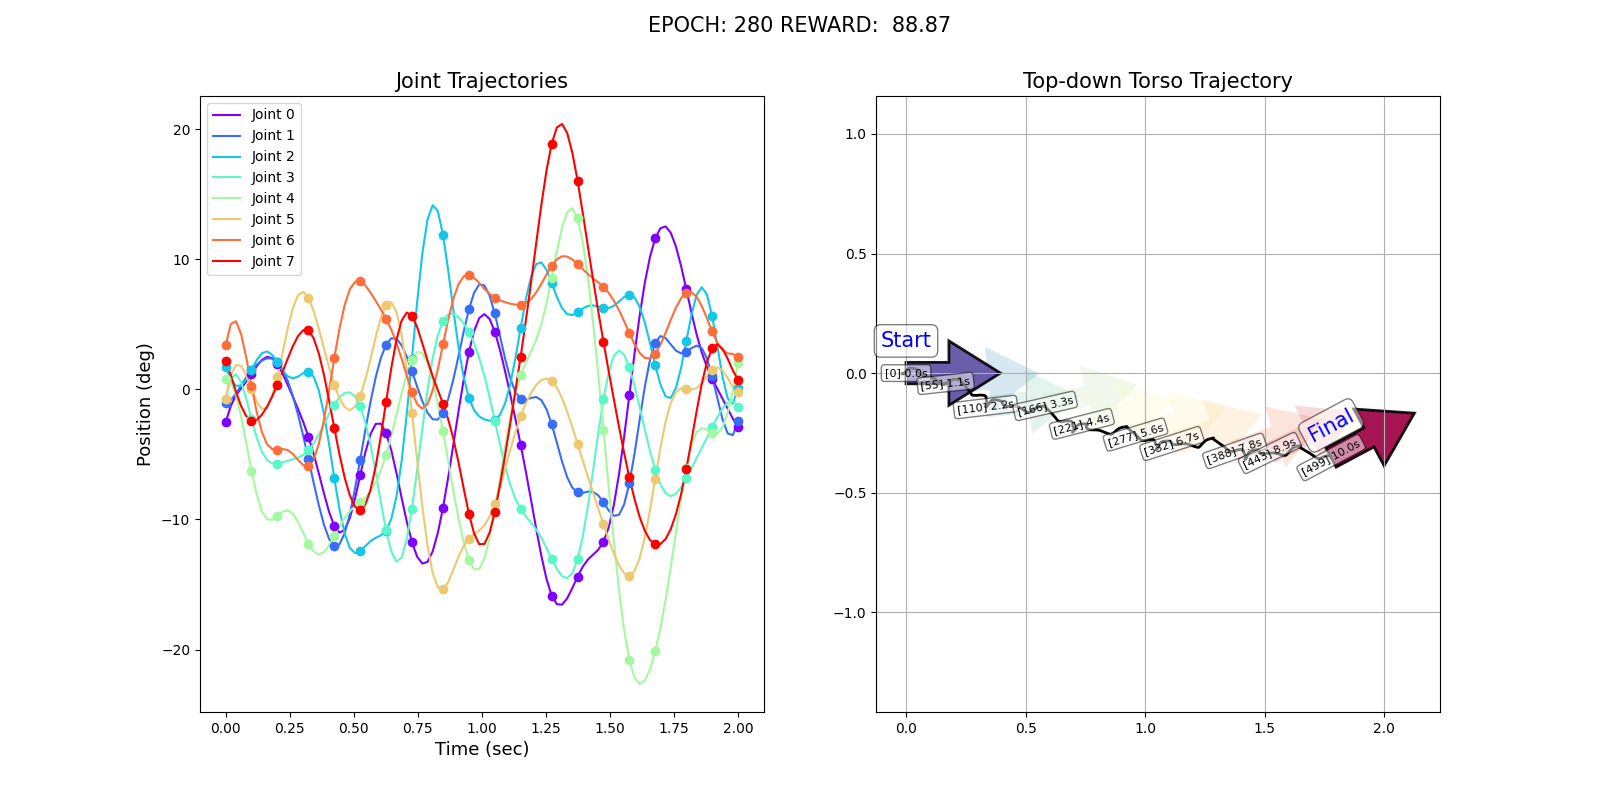 EPOCH: 280 REWARD:  88.87
Joint Trajectories
Position (deg)
20
10
0
−10
−20
Joint 0
Joint 1
Joint 2
Joint 3
Joint 4
Joint 5
Joint 6
Joint 7
0.00 0.25 0.50 0.75 1.00 1.25 1.50 1.75 2.00
Time (sec)
Top-down Torso Trajectory
1.0
0.5
0.0
−0.5
−1.0
Start
[0] 0.0s
[55] 1.1s
[110] 2.2s
[166] 3.3s
[221] 4.4s
[277] 5.6s
[332] 6.7s
[388] 7.8s
[443] 8.9s
[499] 10.0s
Final
0.0 0.5 1.0 1.5 2.0